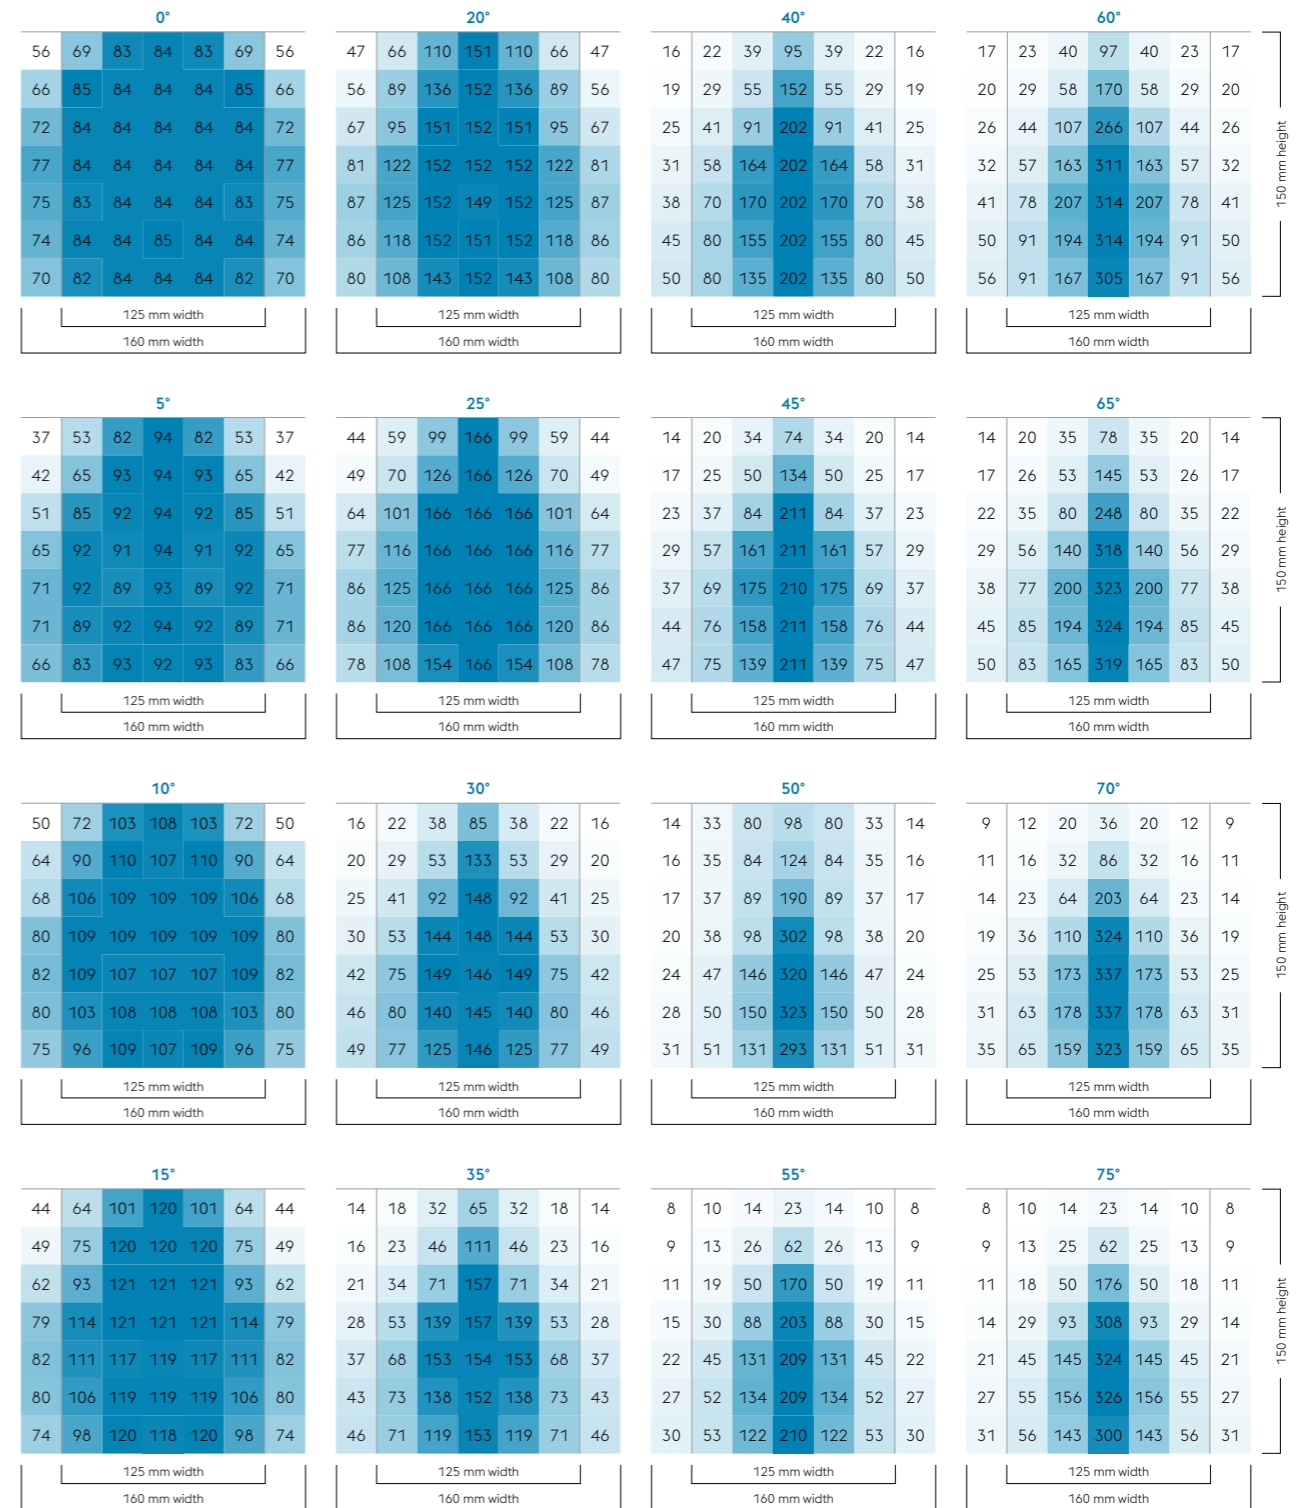 0° 20° 40° 60°
56 69 83 84 83 69 56 47 66 110 151 110 66 47 16 22 39 95 39 22 16 17 23 40 97 40 23 17
66 85 84 84 84 85 66 56 89 136 152 136 89 56 19 29 55 152 55 29 19 20 29 58 170 58 29 20
72 84 84 84 84 84 72 67 95 151 152 151 95 67 25 41 91 202 91 41 25 26 44 107 266 107 44 26
77 84 84 84 84 84 77 81 122 152 152 152 122 81 31 58 164 202 164 58 31 32 57 163 311 163 57 32
75 83 84 84 84 83 75 87 125 152 149 152 125 87 38 70 170 202 170 70 38 41 78 207 314 207 78 41
74 84 84 85 84 84 74 86 118 152 151 152 118 86 45 80 155 202 155 80 45 50 91 194 314 194 91 50
70 82 84 84 84 82 70 80 108 143 152 143 108 80 50 80 135 202 135 80 50 56 91 167 305 167 91 56
150 mm height
125 mm width 125 mm width 125 mm width 125 mm width
160 mm width 160 mm width 160 mm width 160 mm width
5° 25° 45° 65°
37 53 82 94 82 53 37 44 59 99 166 99 59 44 14 20 34 74 34 20 14 14 20 35 78 35 20 14
42 65 93 94 93 65 42 49 70 126 166 126 70 49 17 25 50 134 50 25 17 17 26 53 145 53 26 17
51 85 92 94 92 85 51 64 101 166 166 166 101 64 23 37 84 211 84 37 23 22 35 80 248 80 35 22
65 92 91 94 91 92 65 77 116 166 166 166 116 77 29 57 161 211 161 57 29 29 56 140 318 140 56 29
71 92 89 93 89 92 71 86 125 166 166 166 125 86 37 69 175 210 175 69 37 38 77 200 323 200 77 38
71 89 92 94 92 89 71 86 120 166 166 166 120 86 44 76 158 211 158 76 44 45 85 194 324 194 85 45
66 83 93 92 93 83 66 78 108 154 166 154 108 78 47 75 139 211 139 75 47 50 83 165 319 165 83 50
150 mm height
125 mm width 125 mm width 125 mm width 125 mm width
160 mm width 160 mm width 160 mm width 160 mm width
10° 30° 50° 70°
50 72 103 108 103 72 50 16 22 38 85 38 22 16 14 33 80 98 80 33 14 9 12 20 36 20 12 9
64 90 110 107 110 90 64 20 29 53 133 53 29 20 16 35 84 124 84 35 16 11 16 32 86 32 16 11
68 106 109 109 109 106 68 25 41 92 148 92 41 25 17 37 89 190 89 37 17 14 23 64 203 64 23 14
80 109 109 109 109 109 80 30 53 144 148 144 53 30 20 38 98 302 98 38 20 19 36 110 324 110 36 19
82 109 107 107 107 109 82 42 75 149 146 149 75 42 24 47 146 320 146 47 24 25 53 173 337 173 53 25
80 103 108 108 108 103 80 46 80 140 145 140 80 46 28 50 150 323 150 50 28 31 63 178 337 178 63 31
75 96 109 107 109 96 75 49 77 125 146 125 77 49 31 51 131 293 131 51 31 35 65 159 323 159 65 35
150 mm height
125 mm width 125 mm width 125 mm width 125 mm width
160 mm width 160 mm width 160 mm width 160 mm width
15° 35° 55° 75°
44 64 101 120 101 64 44 14 18 32 65 32 18 14 8 10 14 23 14 10 8 8 10 14 23 14 10 8
49 75 120 120 120 75 49 16 23 46 111 46 23 16 9 13 26 62 26 13 9 9 13 25 62 25 13 9
62 93 121 121 121 93 62 21 34 71 157 71 34 21 11 19 50 170 50 19 11 11 18 50 176 50 18 11
79 114 121 121 121 114 79 28 53 139 157 139 53 28 15 30 88 203 88 30 15 14 29 93 308 93 29 14
82 111 117 119 117 111 82 37 68 153 154 153 68 37 22 45 131 209 131 45 22 21 45 145 324 145 45 21
80 106 119 119 119 106 80 43 73 138 152 138 73 43 27 52 134 209 134 52 27 27 55 156 326 156 55 27
74 98 120 118 120 98 74 46 71 119 153 119 71 46 30 53 122 210 122 53 30 31 56 143 300 143 56 31
150 mm height
125 mm width 125 mm width 125 mm width 125 mm width
160 mm width 160 mm width 160 mm width 160 mm width